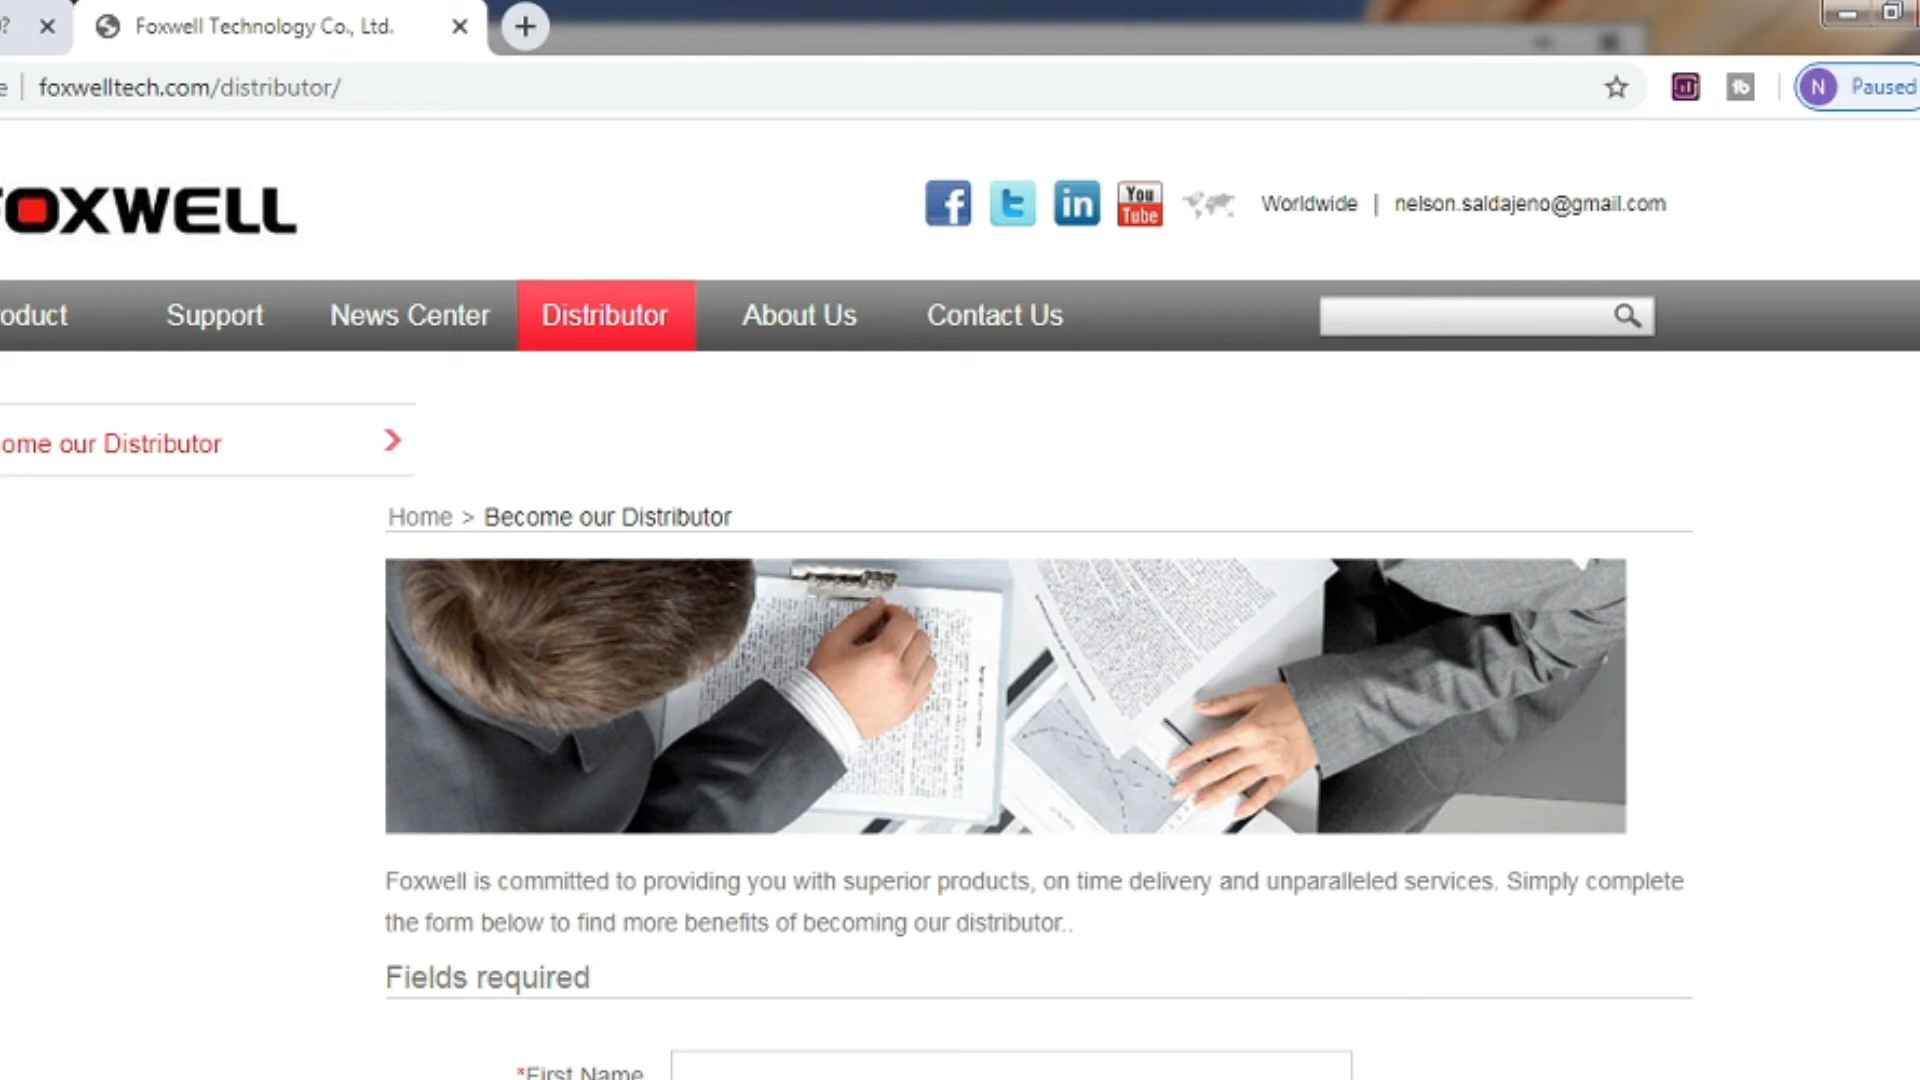 ?
Foxwell Technology Co., Ltd.
foxwelltech.com/distributor/
N Paused
FOXWELL
f t in You Tube Worldwide | nelson.saldajeno@gmail.com
oduct Support News Center Distributor About Us Contact Us
ome our Distributor
Home > Become our Distributor
Foxwell is committed to providing you with superior products, on time delivery and unparalleled services. Simply complete
the form below to find more benefits of becoming our distributor..
Fields required
*First Name